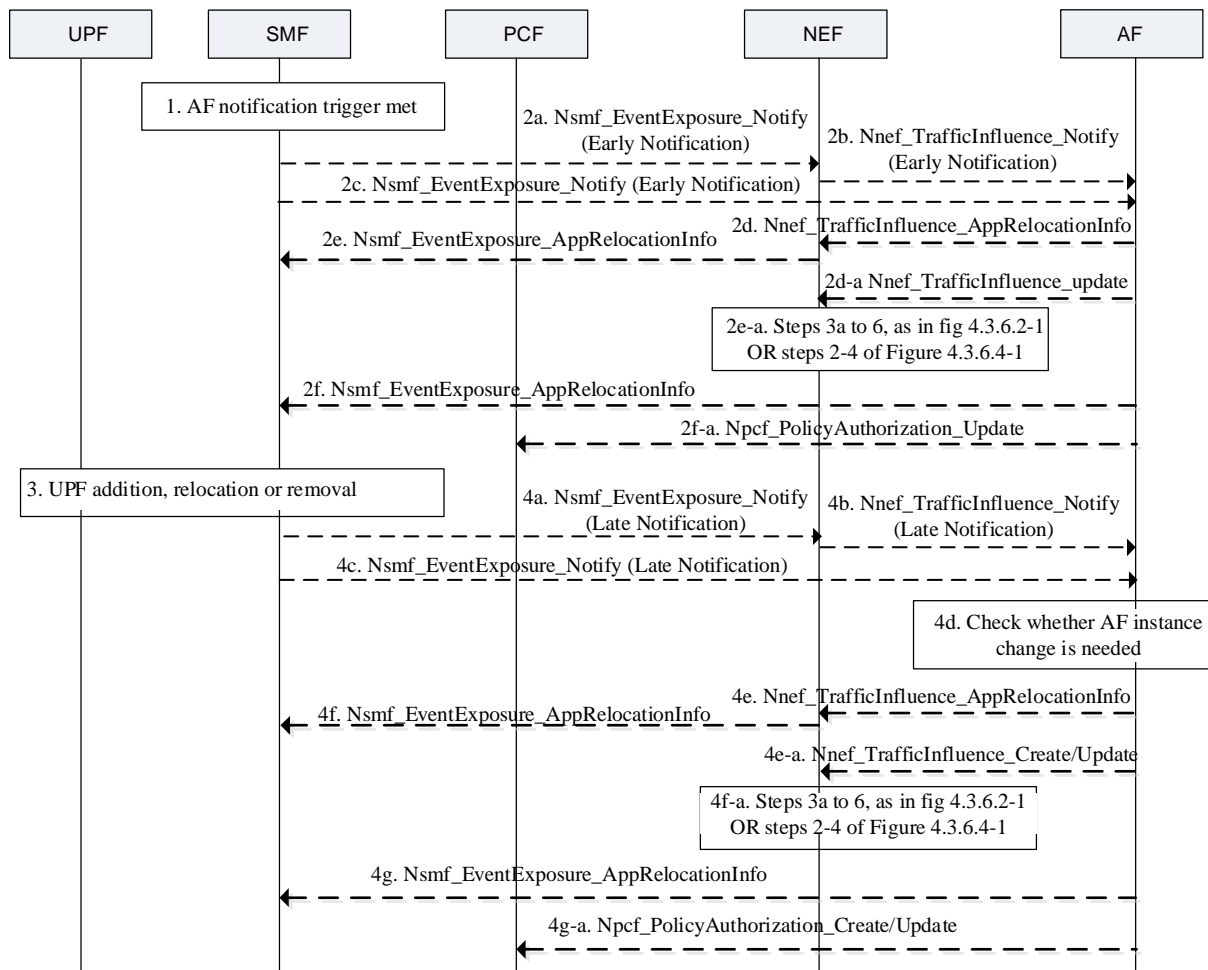 UPF
SMF
PCF
NEF
AF
1. AF notification trigger met
2a. Nsmf_EventExposure_Notify
(Early Notification)
2b. Nnef_TrafficInfluence_Notify
(Early Notification)
2c. Nsmf_EventExposure_Notify (Early Notification)
2d. Nnef_TrafficInfluence_AppRelocationInfo
2e. Nsmf_EventExposure_AppRelocationInfo
2d-a Nnef_TrafficInfluence_update
2e-a. Steps 3a to 6, as in fig 4.3.6.2-1
OR steps 2-4 of Figure 4.3.6.4-1
2f. Nsmf_EventExposure_AppRelocationInfo
2f-a. Npcf_PolicyAuthorization_Update
3. UPF addition, relocation or removal
4a. Nsmf_EventExposure_Notify
(Late Notification)
4b. Nnef_TrafficInfluence_Notify
(Late Notification)
4c. Nsmf_EventExposure_Notify (Late Notification)
4d. Check whether AF instance
change is needed
4e. Nnef_TrafficInfluence_AppRelocationInfo
4f. Nsmf_EventExposure_AppRelocationInfo
4e-a. Nnef_TrafficInfluence_Create/Update
4f-a. Steps 3a to 6, as in fig 4.3.6.2-1
OR steps 2-4 of Figure 4.3.6.4-1
4g. Nsmf_EventExposure_AppRelocationInfo
4g-a. Npcf_PolicyAuthorization_Create/Update